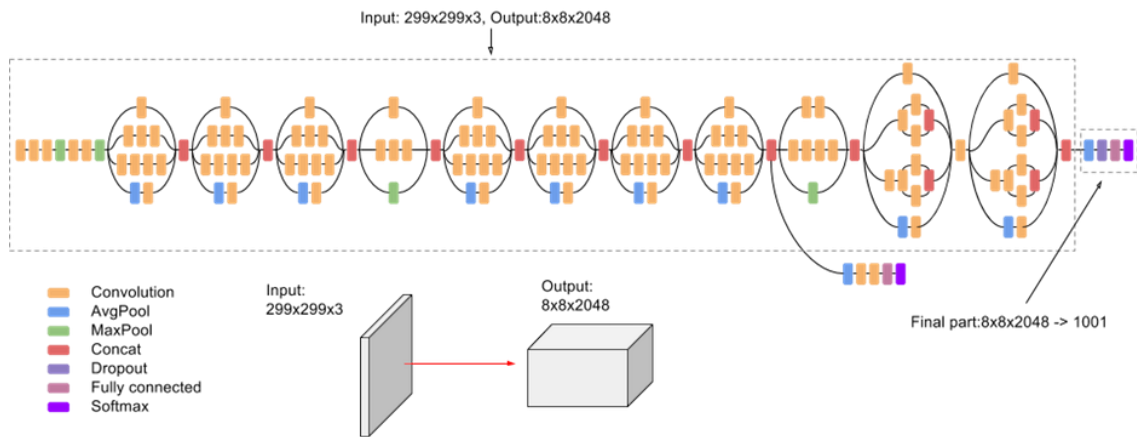 Input: 299x299x3, Output:8x8x2048
Convolution
AvgPool
MaxPool
Concat
Dropout
Fully connected
Softmax
Input:
299x299x3
Output:
8x8x2048
Final part:8x8x2048 -> 1001